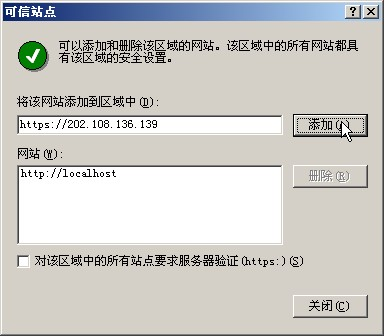 可信站点
可以添加和删除该区域的网站。该区域中的所有网站都具
有该区域的安全设置。
将该网站添加到区域中(D):
https://202.108.136.139
添加(A)
网站(W):
http://localhost
删除(R)
对该区域中的所有站点要求服务器验证(https:)(S)
关闭(C)